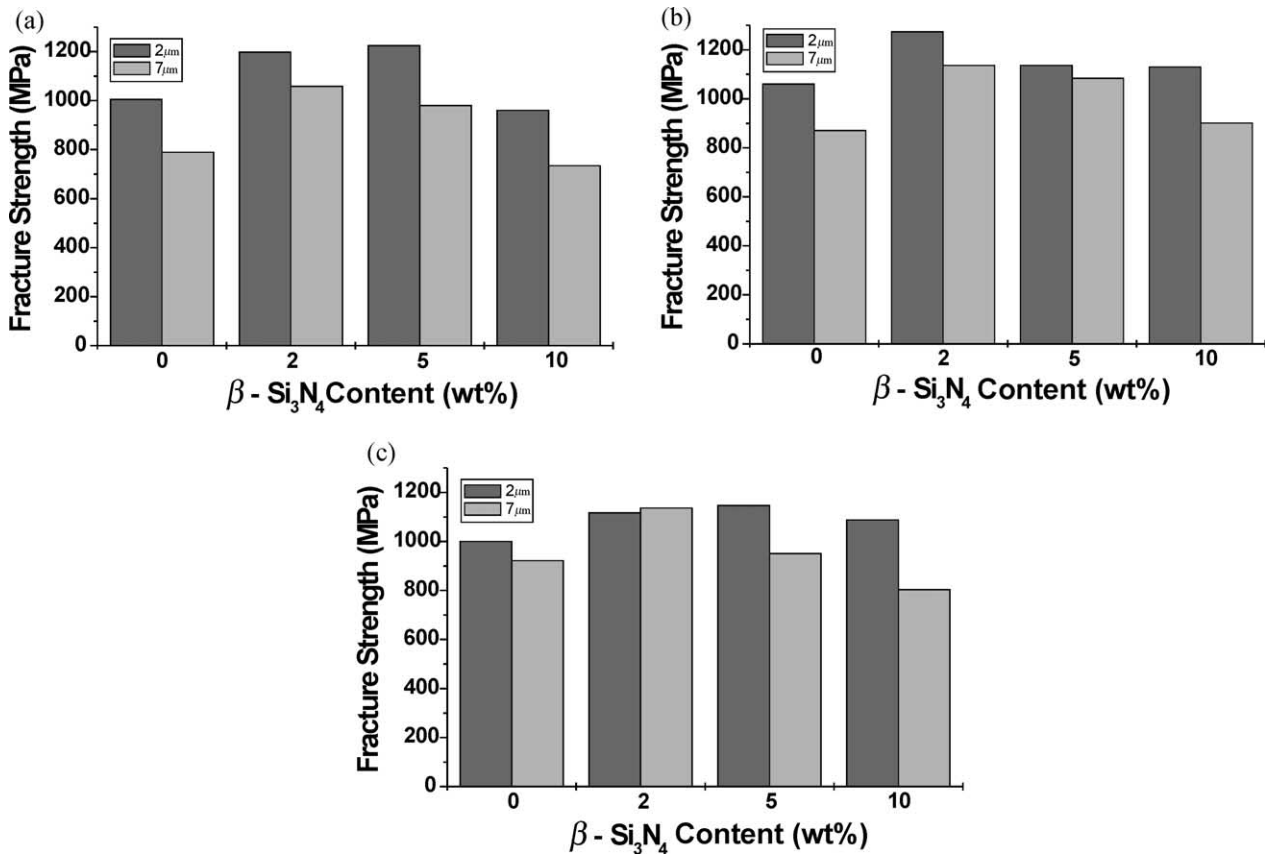 (a)
Fracture Strength (MPa)
1200
1000
800
600
400
200
0
2μm
7μm
0 2 5 10
β - Si₃N₄Content (wt%)
(b)
Fracture Strength (MPa)
1200
1000
800
600
400
200
0
2μm
7μm
0 2 5 10
β - Si₃N₄ Content (wt%)
(c)
Fracture Strength (MPa)
1200
1000
800
600
400
200
0
2μm
7μm
0 2 5 10
β - Si₃N₄ Content (wt%)